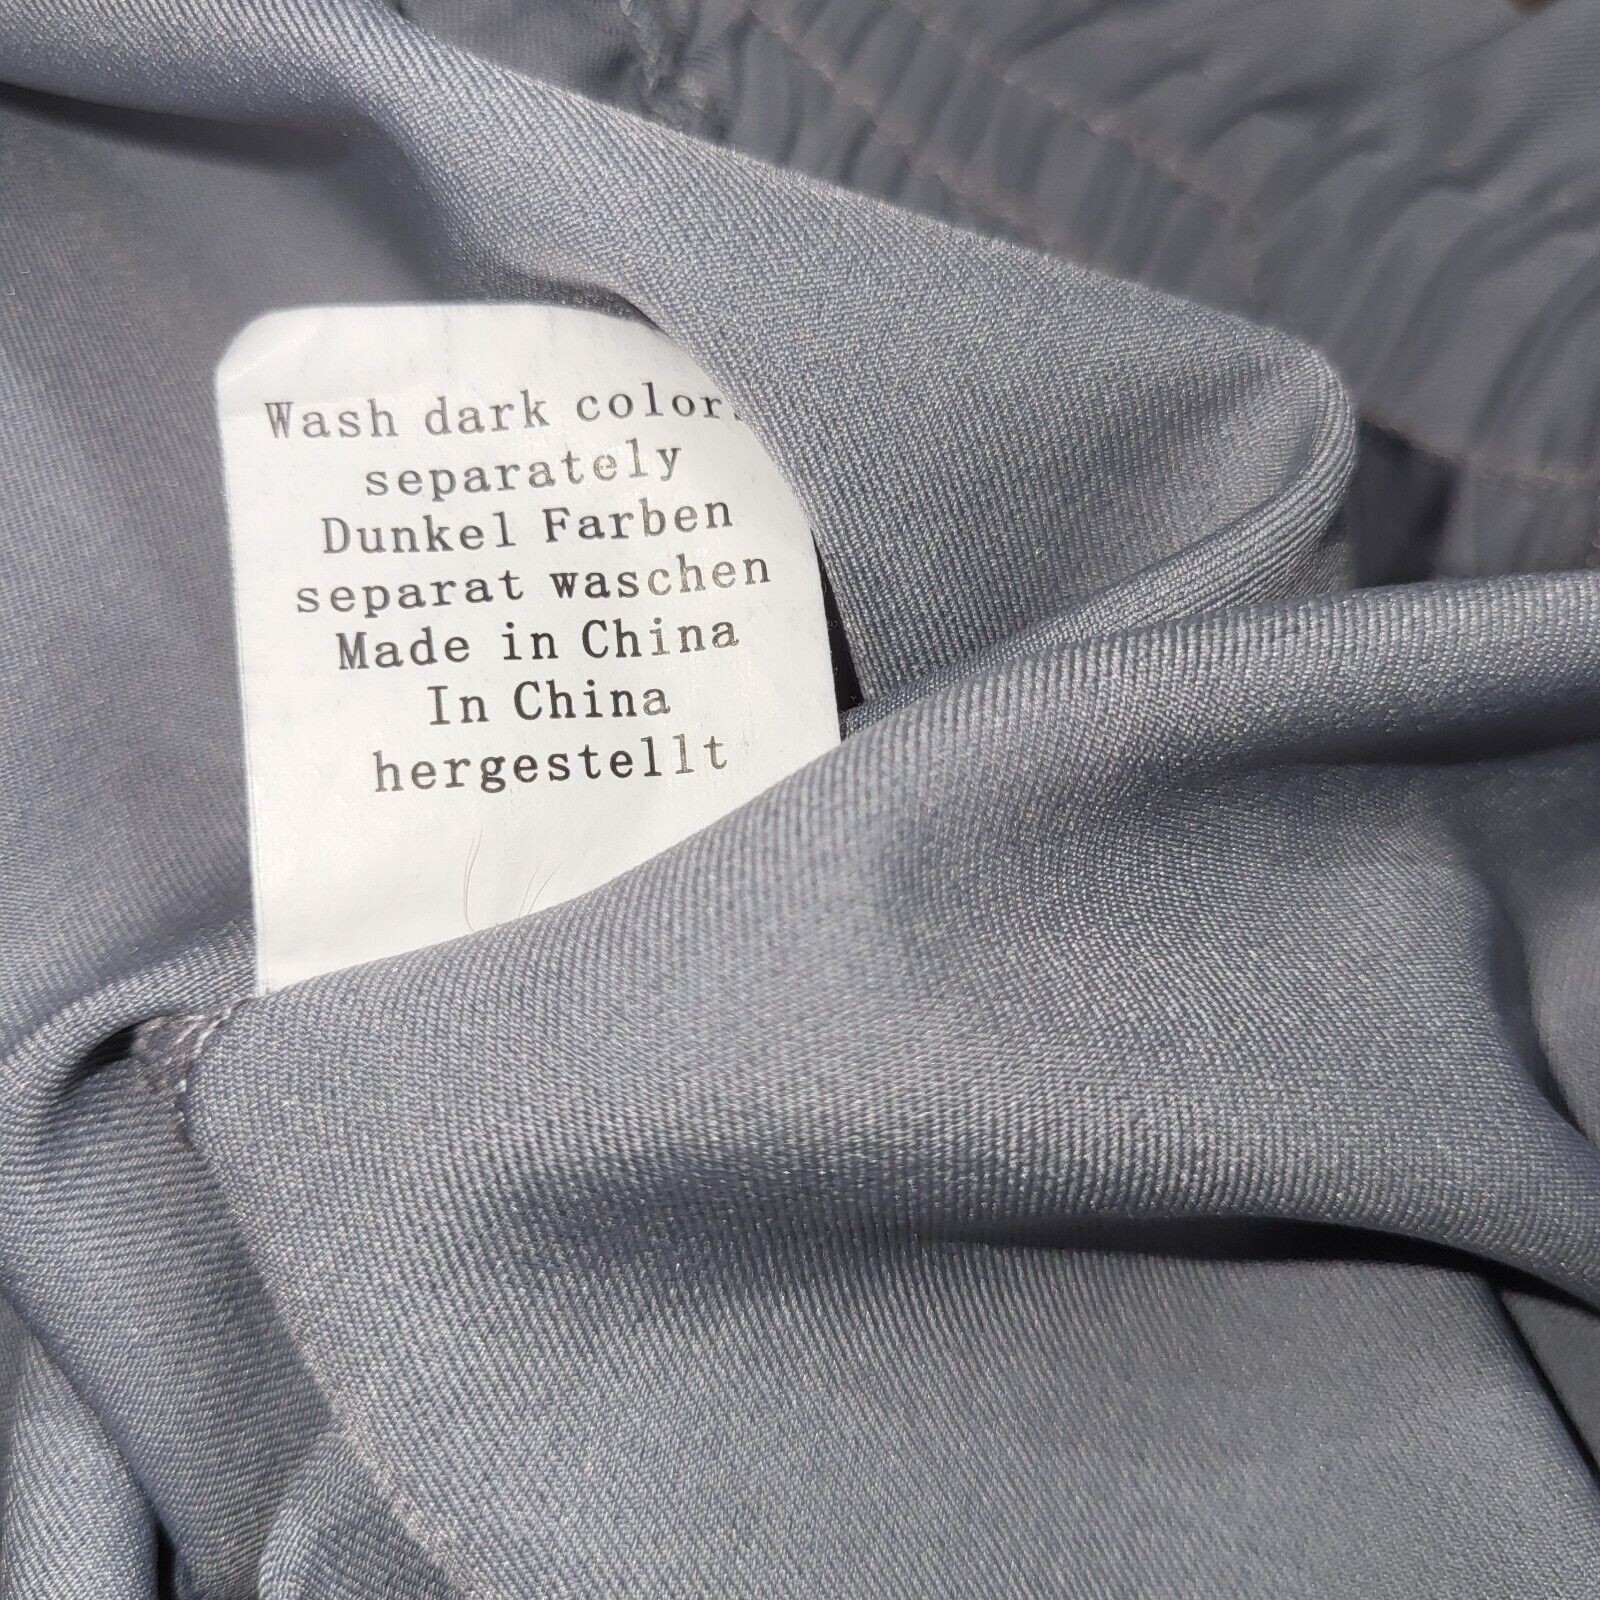 Wash dark color
separately
Dunkel Farben
separat waschen
Made in China
In China
hergestellt